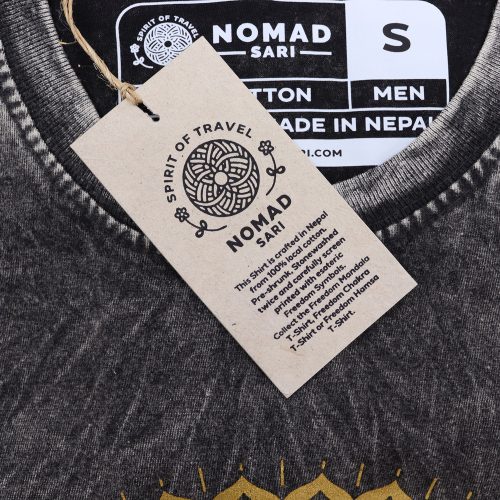 SPIRIT OF TRAVEL
NOMAD
SARI
S
TTON
MEN
ADE IN NEPA
RI.COM
SPIRIT OF TRAVEL
NOMAD
SARI
This Shirt is crafted in Nepal
from 100% local cotton.
Pre-shrunk, Stonewashed
twice and carefully screen
printed with esoteric
Freedom Symbols.
Collect the Freedom Mandala
T-Shirt, Freedom Chakra
T-Shirt or Freedom Hamsa
T-Shirt.